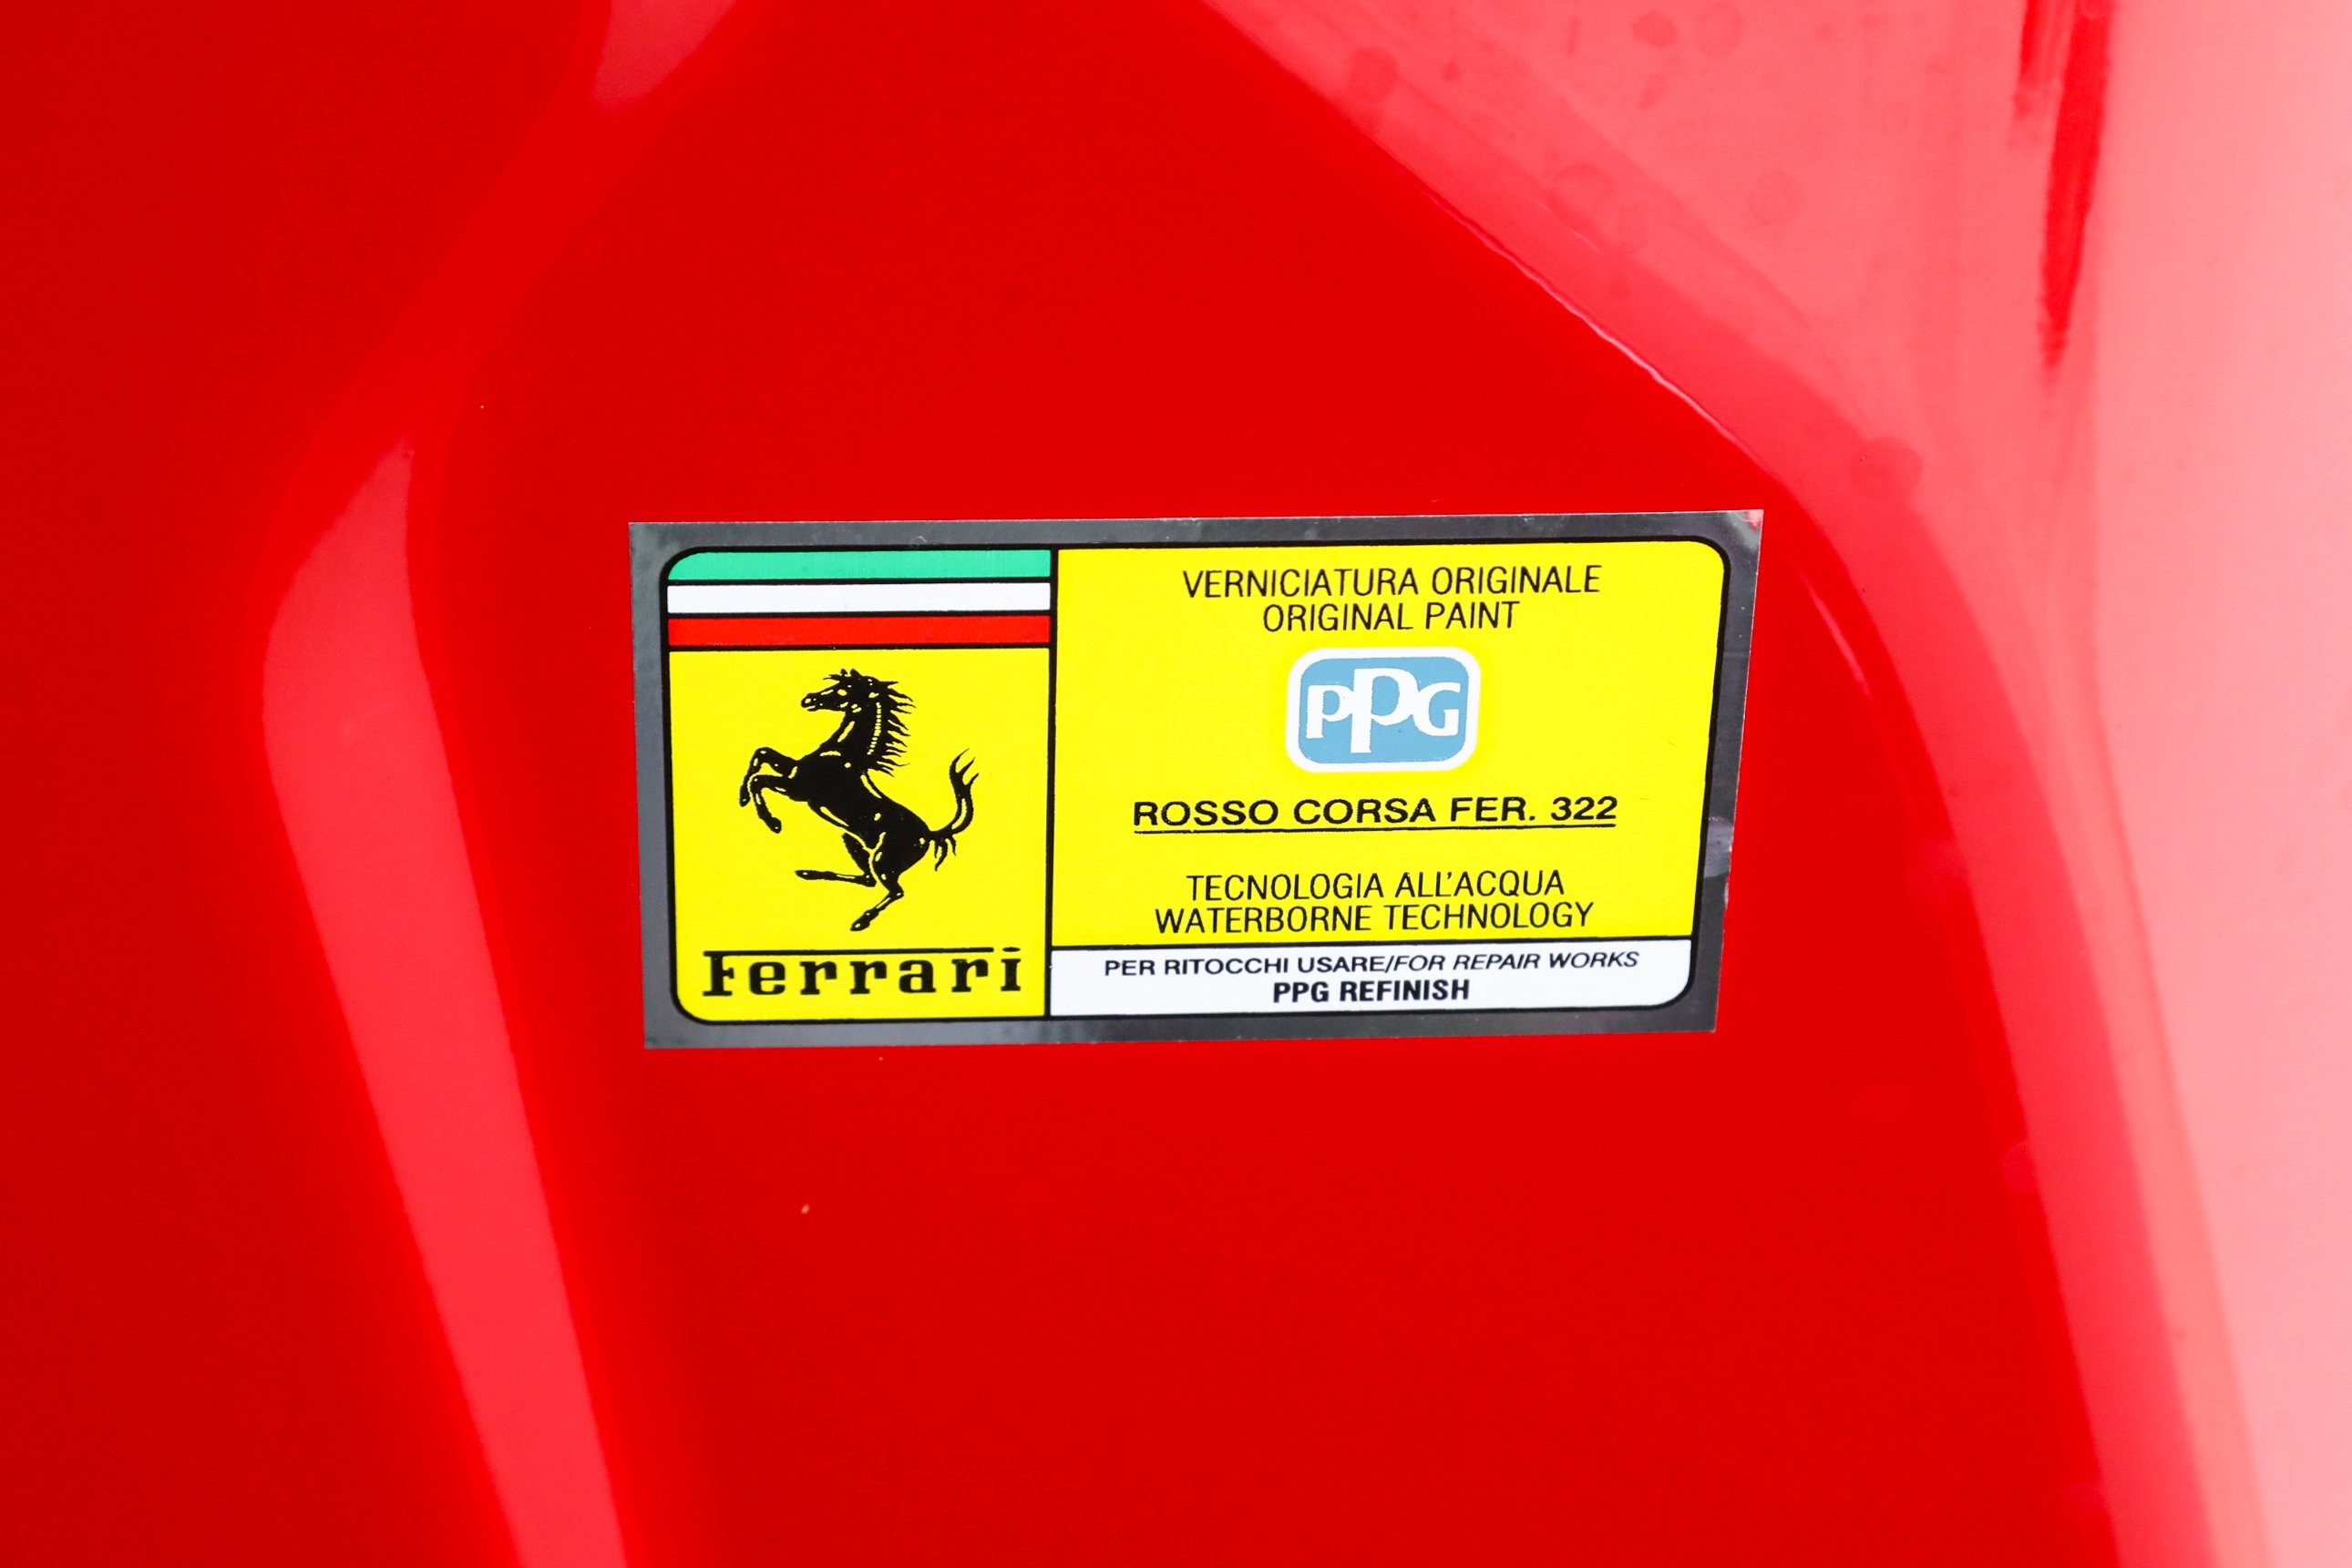 VERNICIATURA ORIGINALE
ORIGINAL PAINT
PPG
ROSSO CORSA FER. 322
TECNOLOGIA ALL'ACQUA
WATERBORNE TECHNOLOGY
PER RITOCCHI USARE/FOR REPAIR WORKS
PPG REFINISH
Ferrari